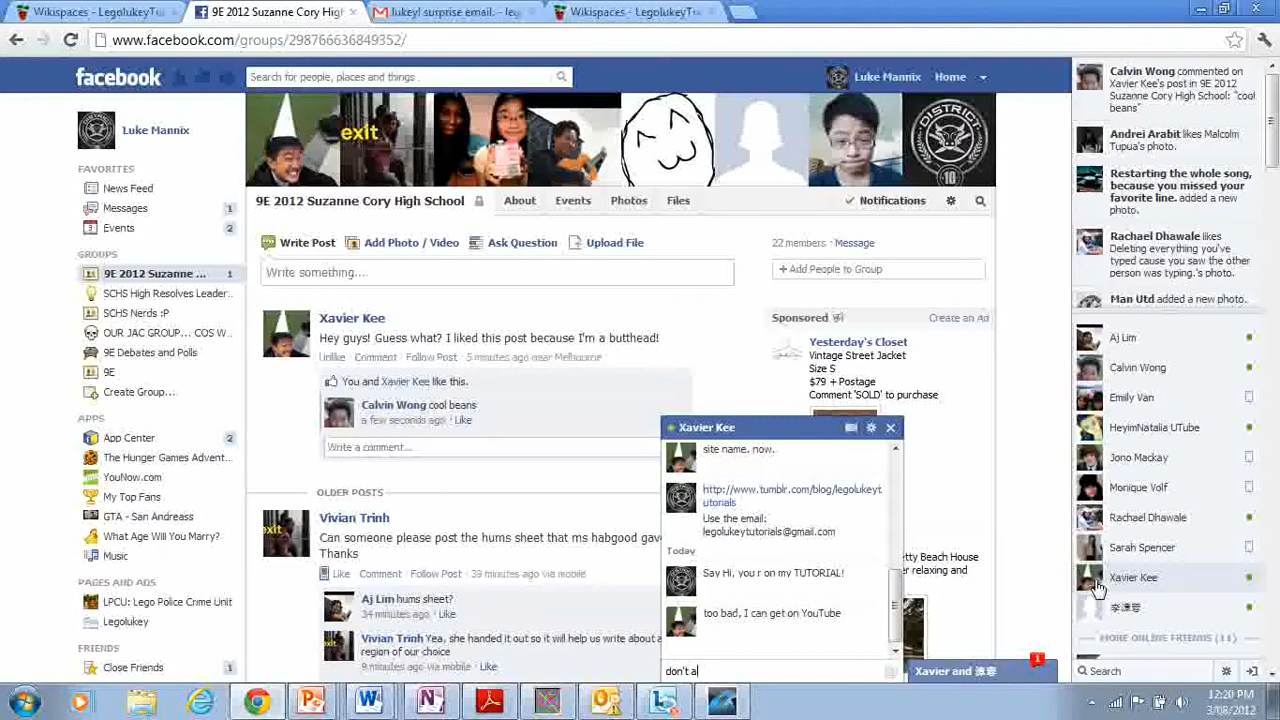 Wikispaces - LegolukeyTu
9E 2012 Suzanne Cory High
lukey! surprise email. - leg
Wikispaces - LegolukeyTu
www.facebook.com/groups/298766636849352/
facebook
Search for people, places and things
Luke Mannix
Home
Luke Mannix
FAVORITES
News Feed
Messages 1
Events 2
GROUPS
9E 2012 Suzanne ... 1
SCHS High Resolves Leader..
SCHS Nerds :P
OUR JAC GROUP... COS W...
9E Debates and Polls
9E
Create Group...
APPS
App Center 2
The Hunger Games Advent...
YouNow.com
My Top Fans
GTA - San Andreass
What Age Will You Marry?
Music
PAGES AND ADS
LPCU: Lego Police Crime Unit
Legolukey
FRIENDS
Close Friends 1
exit
DISTRICT
10
9E 2012 Suzanne Cory High School
About
Events
Photos
Files
Notifications
Write Post
Add Photo / Video
Ask Question
Upload File
Write something...
22 members · Message
+ Add People to Group
Xavier Kee
Hey guys! Guess what? I liked this post because I'm a butthead!
Unlike · Comment · Follow Post · 5 minutes ago near Melbourne
You and Xavier Kee like this.
Calvin Wong cool beans
a few seconds ago · Like
Write a comment...
OLDER POSTS
exit
Vivian Trinh
Can someone please post the hums sheet that ms habgood gave
Thanks
Like · Comment · Follow Post · 39 minutes ago via mobile
Aj Lim hums sheet?
34 minutes ago · Like
Vivian Trinh Yea, she handed it out so it will help us write about a
region of our choice
9 minutes ago via mobile · Like
Sponsored
Create an Ad
Yesterday's Closet
Vintage Street Jacket
Size S
$79 + Postage
Comment 'SOLD' to purchase
etty Beach House
r relaxing and
Xavier Kee
site name. now.
http://www.tumblr.com/blog/legolukeyt
utorials
Use the email:
legolukeytutorials@gmail.com
Today
Say Hi, you r on my TUTORIAL!
too bad, I can get on YouTube
don't a
Xavier and
1
Calvin Wong commented on
Xavier Kee's post in 9E 2012
Suzanne Cory High School: "cool
beans"
Andrei Arabit likes Malcolm
Tupua's photo.
Restarting the whole song,
because you missed your
favorite line. added a new
photo.
Rachael Dhawale likes
Deleting everything you've
typed cause you saw the other
person was typing.'s photo.
Man Utd added a new photo.
Aj Lim
Calvin Wong
Emily Van
HeyimNatalia UTube
Jono Mackay
Monique Volf
Rachael Dhawale
Sarah Spencer
Xavier Kee
MORE ONLINE FRIENDS (11)
Search
12:20 PM
3/08/2012